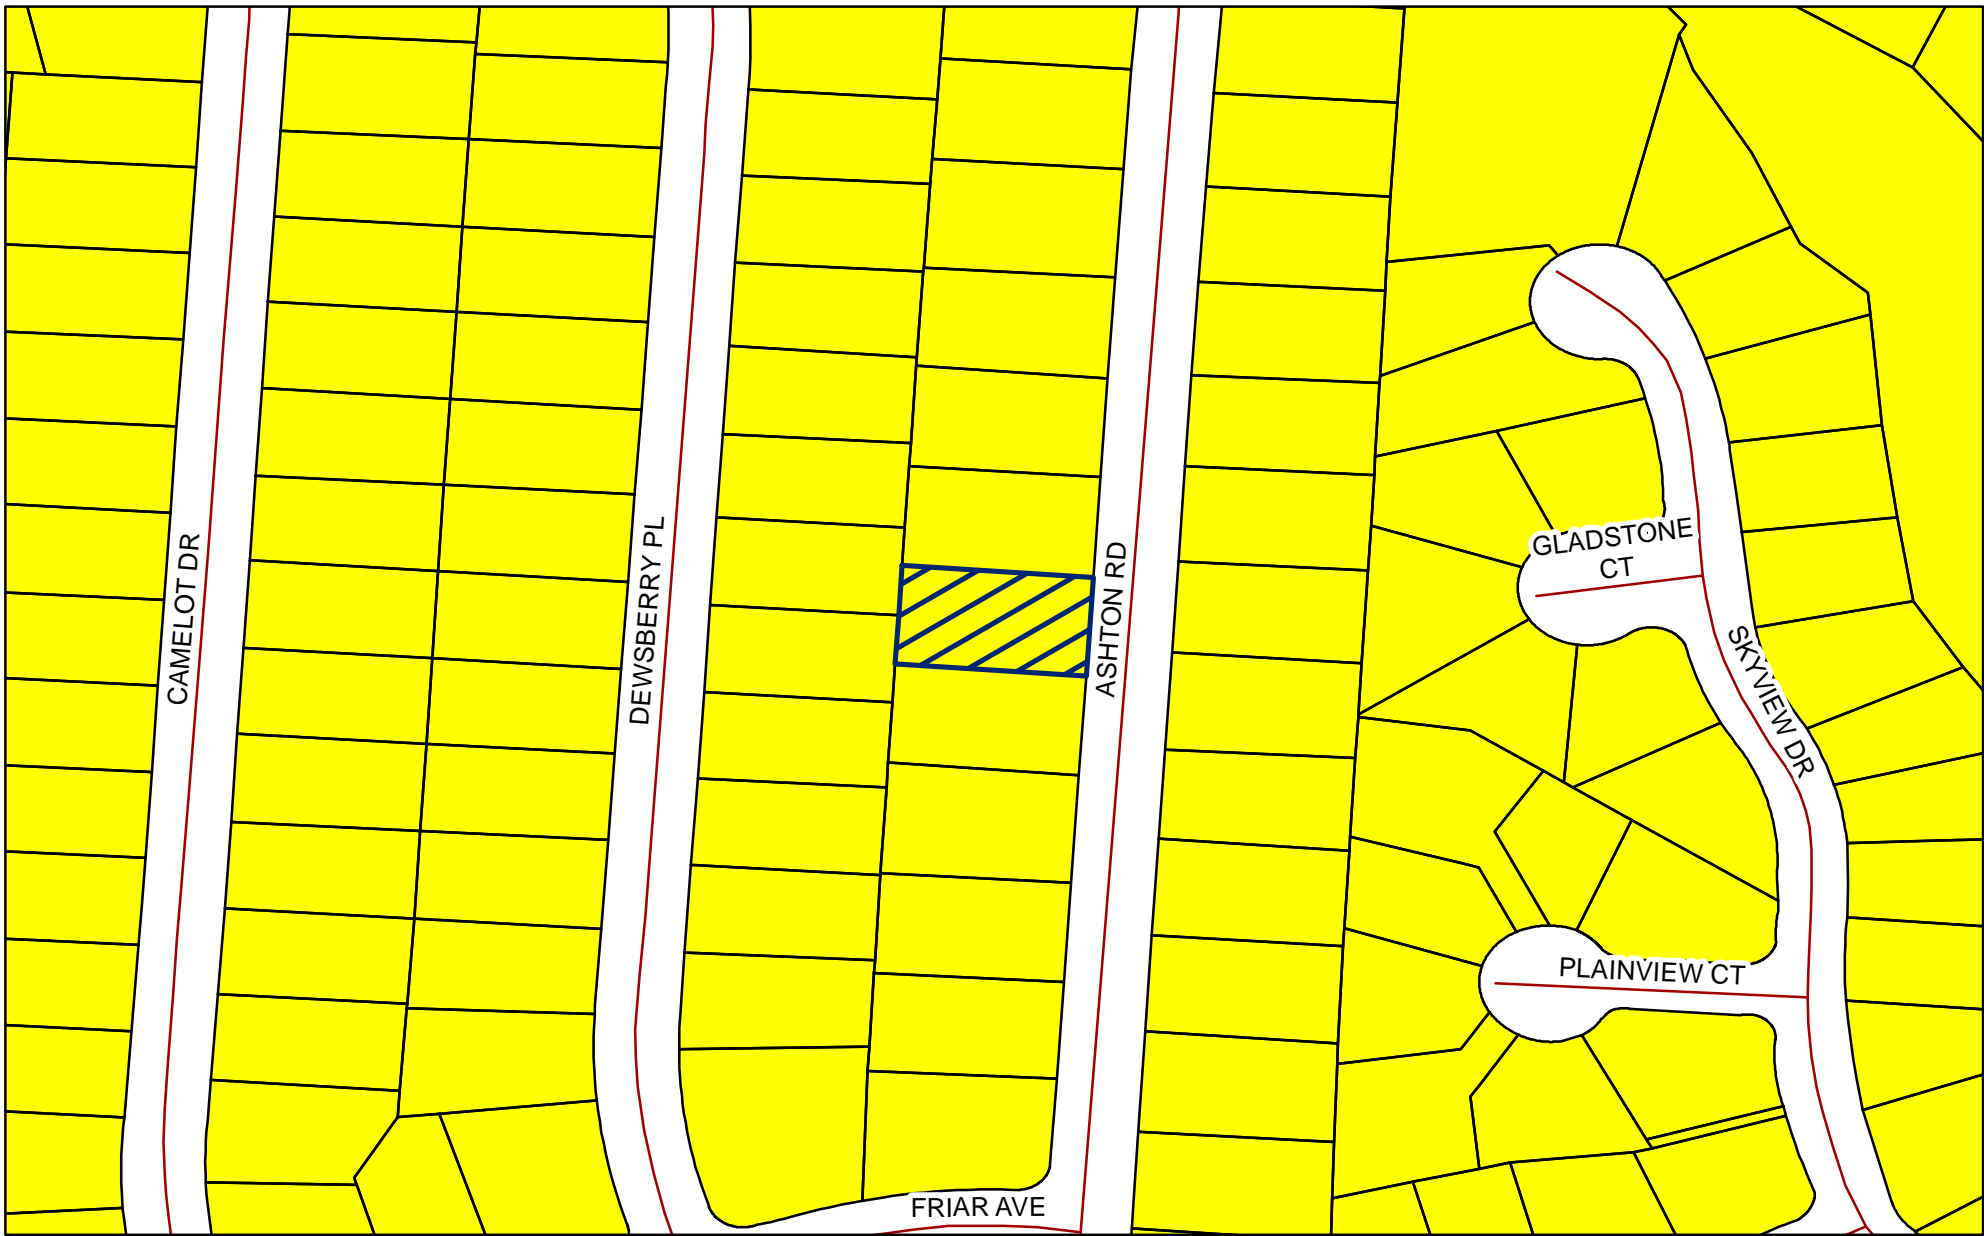 CAMELOT DR
DEWSBERRY PL
ASHTON RD
GLADSTONE
CT
SKYVIEW DR
PLAINVIEW CT
FRIAR AVE